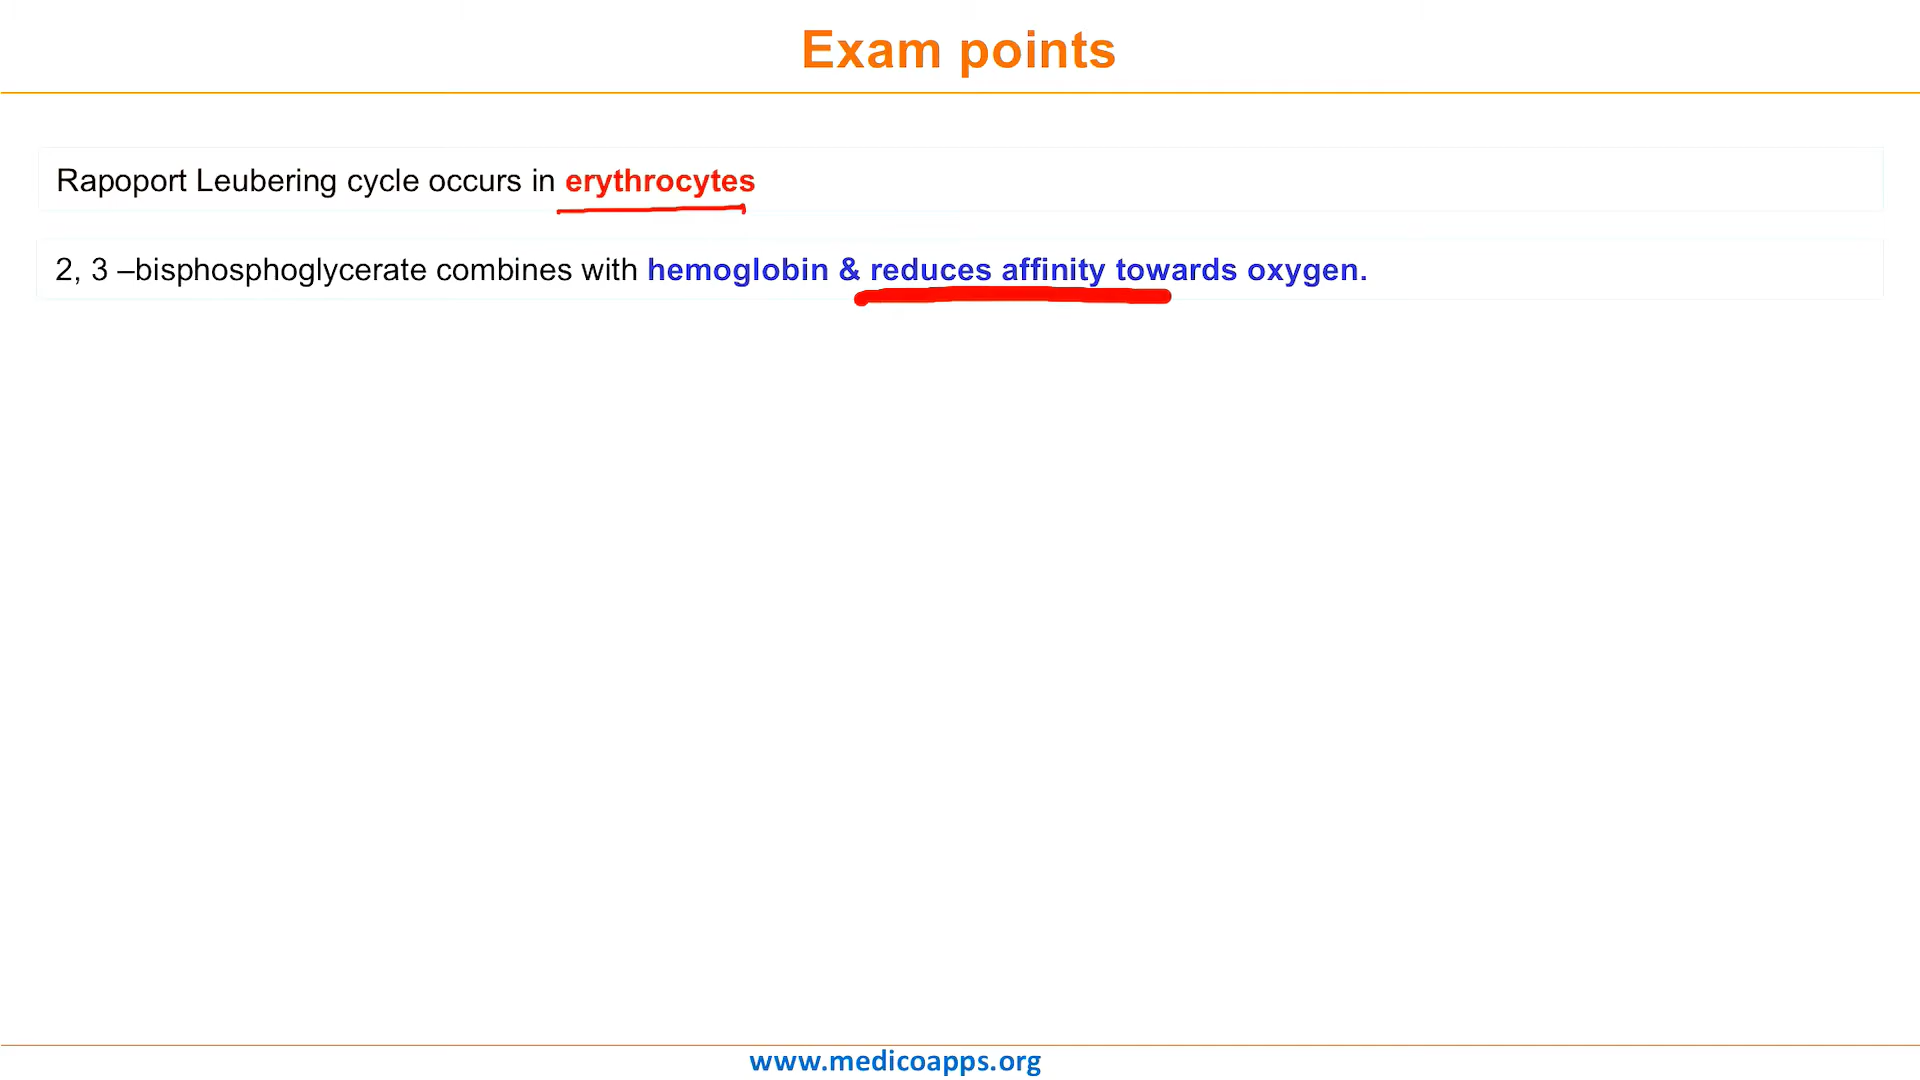 Exam points
Rapoport Leubering cycle occurs in erythrocytes
2, 3 –bisphosphoglycerate combines with hemoglobin & reduces affinity towards oxygen.
www.medicoapps.org